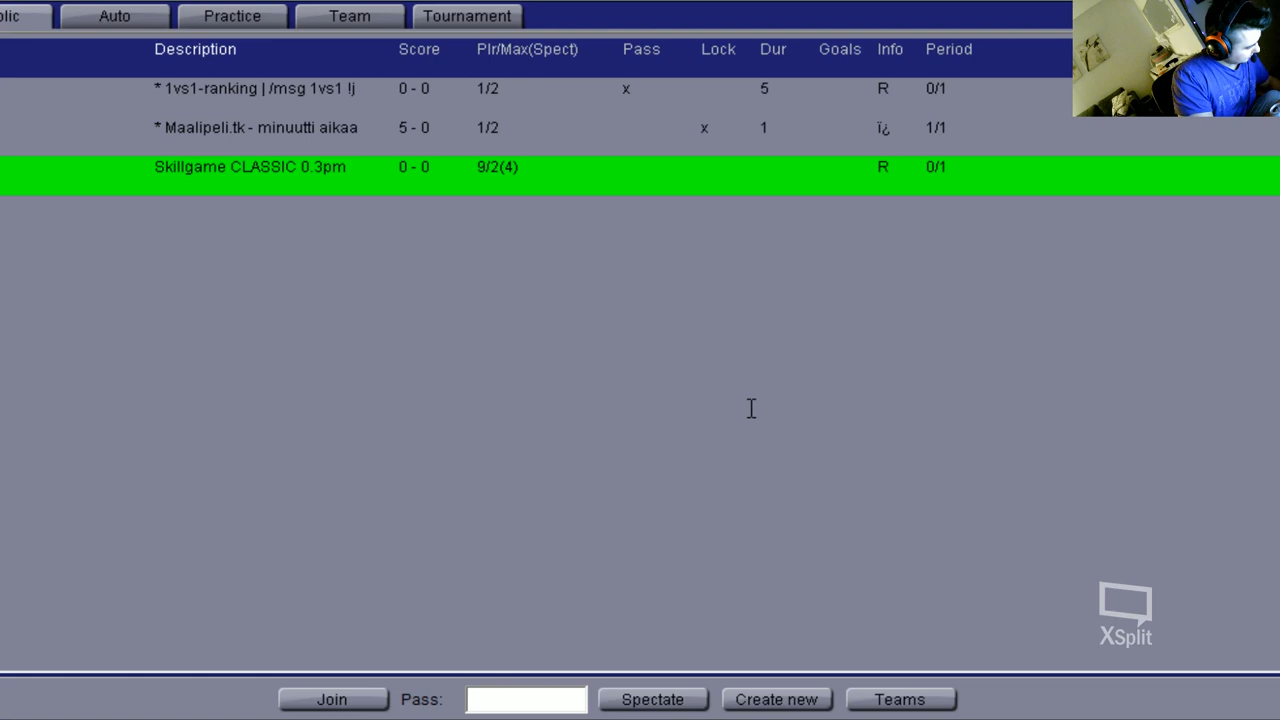 olic Auto Practice Team Tournament
Description Score Plr/Max(Spect) Pass Lock Dur Goals Info Period
* 1vs1-ranking | /msg 1vs1 !j 0 - 0 1/2 x 5 R 0/1
* Maalipeli.tk - minuutti aikaa 5 - 0 1/2 x 1 ï¿ 1/1
Skillgame CLASSIC 0.3pm 0 - 0 9/2(4) R 0/1
XSplit
Join Pass: Spectate Create new Teams